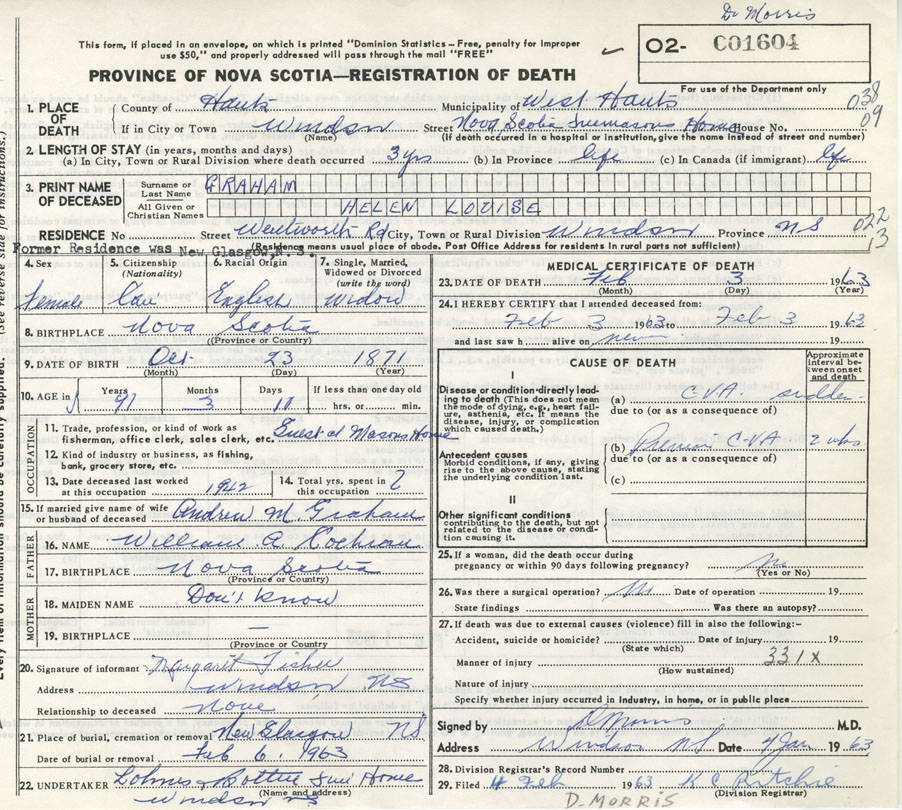 Dr Morris
This form, if placed in an envelope, on which is printed "Dominion Statistics – Free, penalty for improper
use $50," and properly addressed will pass through the mail "FREE"
O2- C01604
For use of the Department only
PROVINCE OF NOVA SCOTIA—REGISTRATION OF DEATH
1. PLACE OF DEATH County of Hants Municipality of West Hants 038
If in City or Town Windsor Street Nova Scotia Freemasons Home House No. 09
(Name) (If death occurred in a hospital or institution, give the name instead of street and number)
2. LENGTH OF STAY (in years, months and days)
(a) In City, Town or Rural Division where death occurred 3 yrs (b) In Province life (c) In Canada (if immigrant) life
3. PRINT NAME OF DECEASED Surname or Last Name GRAHAM
All Given or Christian Names HELEN LOUISE
RESIDENCE No Street Wentworth Rd City, Town or Division Windsor Province NS 022
13
(Residence means usual place of abode. Post Office Address for residents in rural parts not sufficient)
Former Residence was New Glasgow, N.S.
4. Sex Female
5. Citizenship (Nationality) Can
6. Racial Origin English
7. Single, Married, Widowed or Divorced (write the word) Widow
8. BIRTHPLACE Nova Scotia
(Province or Country)
9. DATE OF BIRTH Oct 23 1871
(Month) (Day) (Year)
10. AGE in Years 91 Months 3 Days 11 If less than one day old hrs. or min.
OCCUPATION
11. Trade, profession, or kind of work as fisherman, office clerk, sales clerk, etc. Guest at Masons Home
12. Kind of industry or business, as fishing, bank, grocery store, etc.
13. Date deceased last worked at this occupation 1942
14. Total yrs. spent in this occupation ?
15. If married give name of wife or husband of deceased Andrew M. Graham
FATHER
16. NAME William A Cochran
17. BIRTHPLACE Nova Scotia
(Province or Country)
MOTHER
18. MAIDEN NAME Don't know
19. BIRTHPLACE —
(Province or Country)
20. Signature of informant Margaret Fisher
Address Windsor NS
Relationship to deceased None
21. Place of burial, cremation or removal New Glasgow NS
Date of burial or removal Feb 6, 1963
22. UNDERTAKER Home
(Name and address)
Windsor NS
MEDICAL CERTIFICATE OF DEATH
23. DATE OF DEATH Feb 3 1963
(Month) (Day) (Year)
24. I HEREBY CERTIFY that I attended deceased from:
Feb 3 1963 to Feb 3 1963
and last saw h alive on 19
CAUSE OF DEATH
Approximate interval between onset and death
I
Disease or condition directly leading to death (This does not mean the mode of dying, e.g., heart failure, asthenia, etc. It means the disease, injury, or complication which caused death.)
(a) CVA sudden
due to (or as a consequence of)
Antecedent causes
Morbid conditions, if any, giving rise to the above cause, stating the underlying condition last.
(b) Previous CVA
due to (or as a consequence of)
(c)
II
Other significant conditions
contributing to the death, but not related to the disease or condition causing it.
25. If a woman, did the death occur during pregnancy or within 90 days following pregnancy? No
(Yes or No)
26. Was there a surgical operation? No Date of operation 19
State findings Was there an autopsy?
27. If death was due to external causes (violence) fill in also the following:–
Accident, suicide or homicide? Date of injury 19
(State which)
Manner of injury 331X
(How sustained)
Nature of injury
Specify whether injury occurred in industry, in home, or in public place
Signed by D Morris M.D.
Address Windsor NS Date 4 Jan 1963
28. Division Registrar's Record Number
29. Filed 4 Feb 1963 K C Ritchie
(Division Registrar)
D. MORRIS